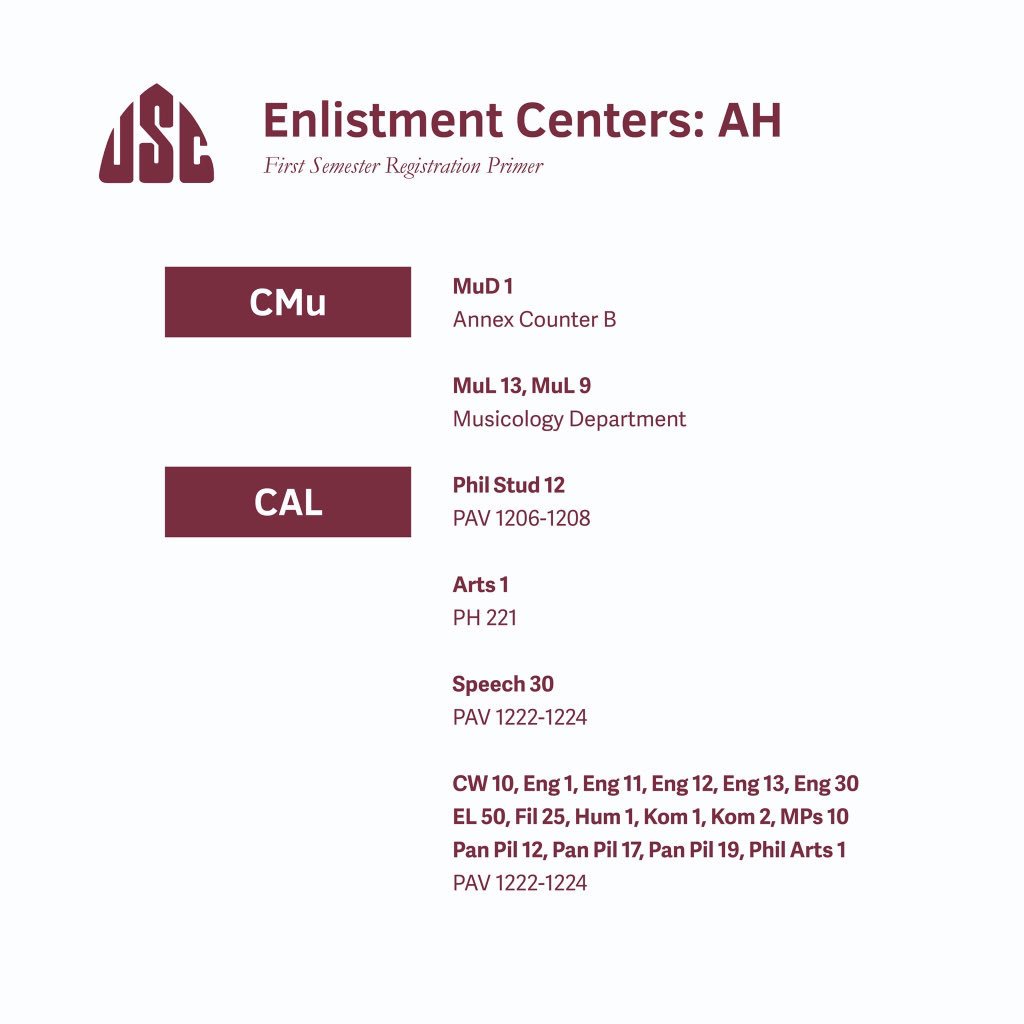 USC
Enlistment Centers: AH
First Semester Registration Primer
CMu
MuD 1
Annex Counter B
MuL 13, MuL 9
Musicology Department
CAL
Phil Stud 12
PAV 1206-1208
Arts 1
PH 221
Speech 30
PAV 1222-1224
CW 10, Eng 1, Eng 11, Eng 12, Eng 13, Eng 30
EL 50, Fil 25, Hum 1, Kom 1, Kom 2, MPs 10
Pan Pil 12, Pan Pil 17, Pan Pil 19, Phil Arts 1
PAV 1222-1224